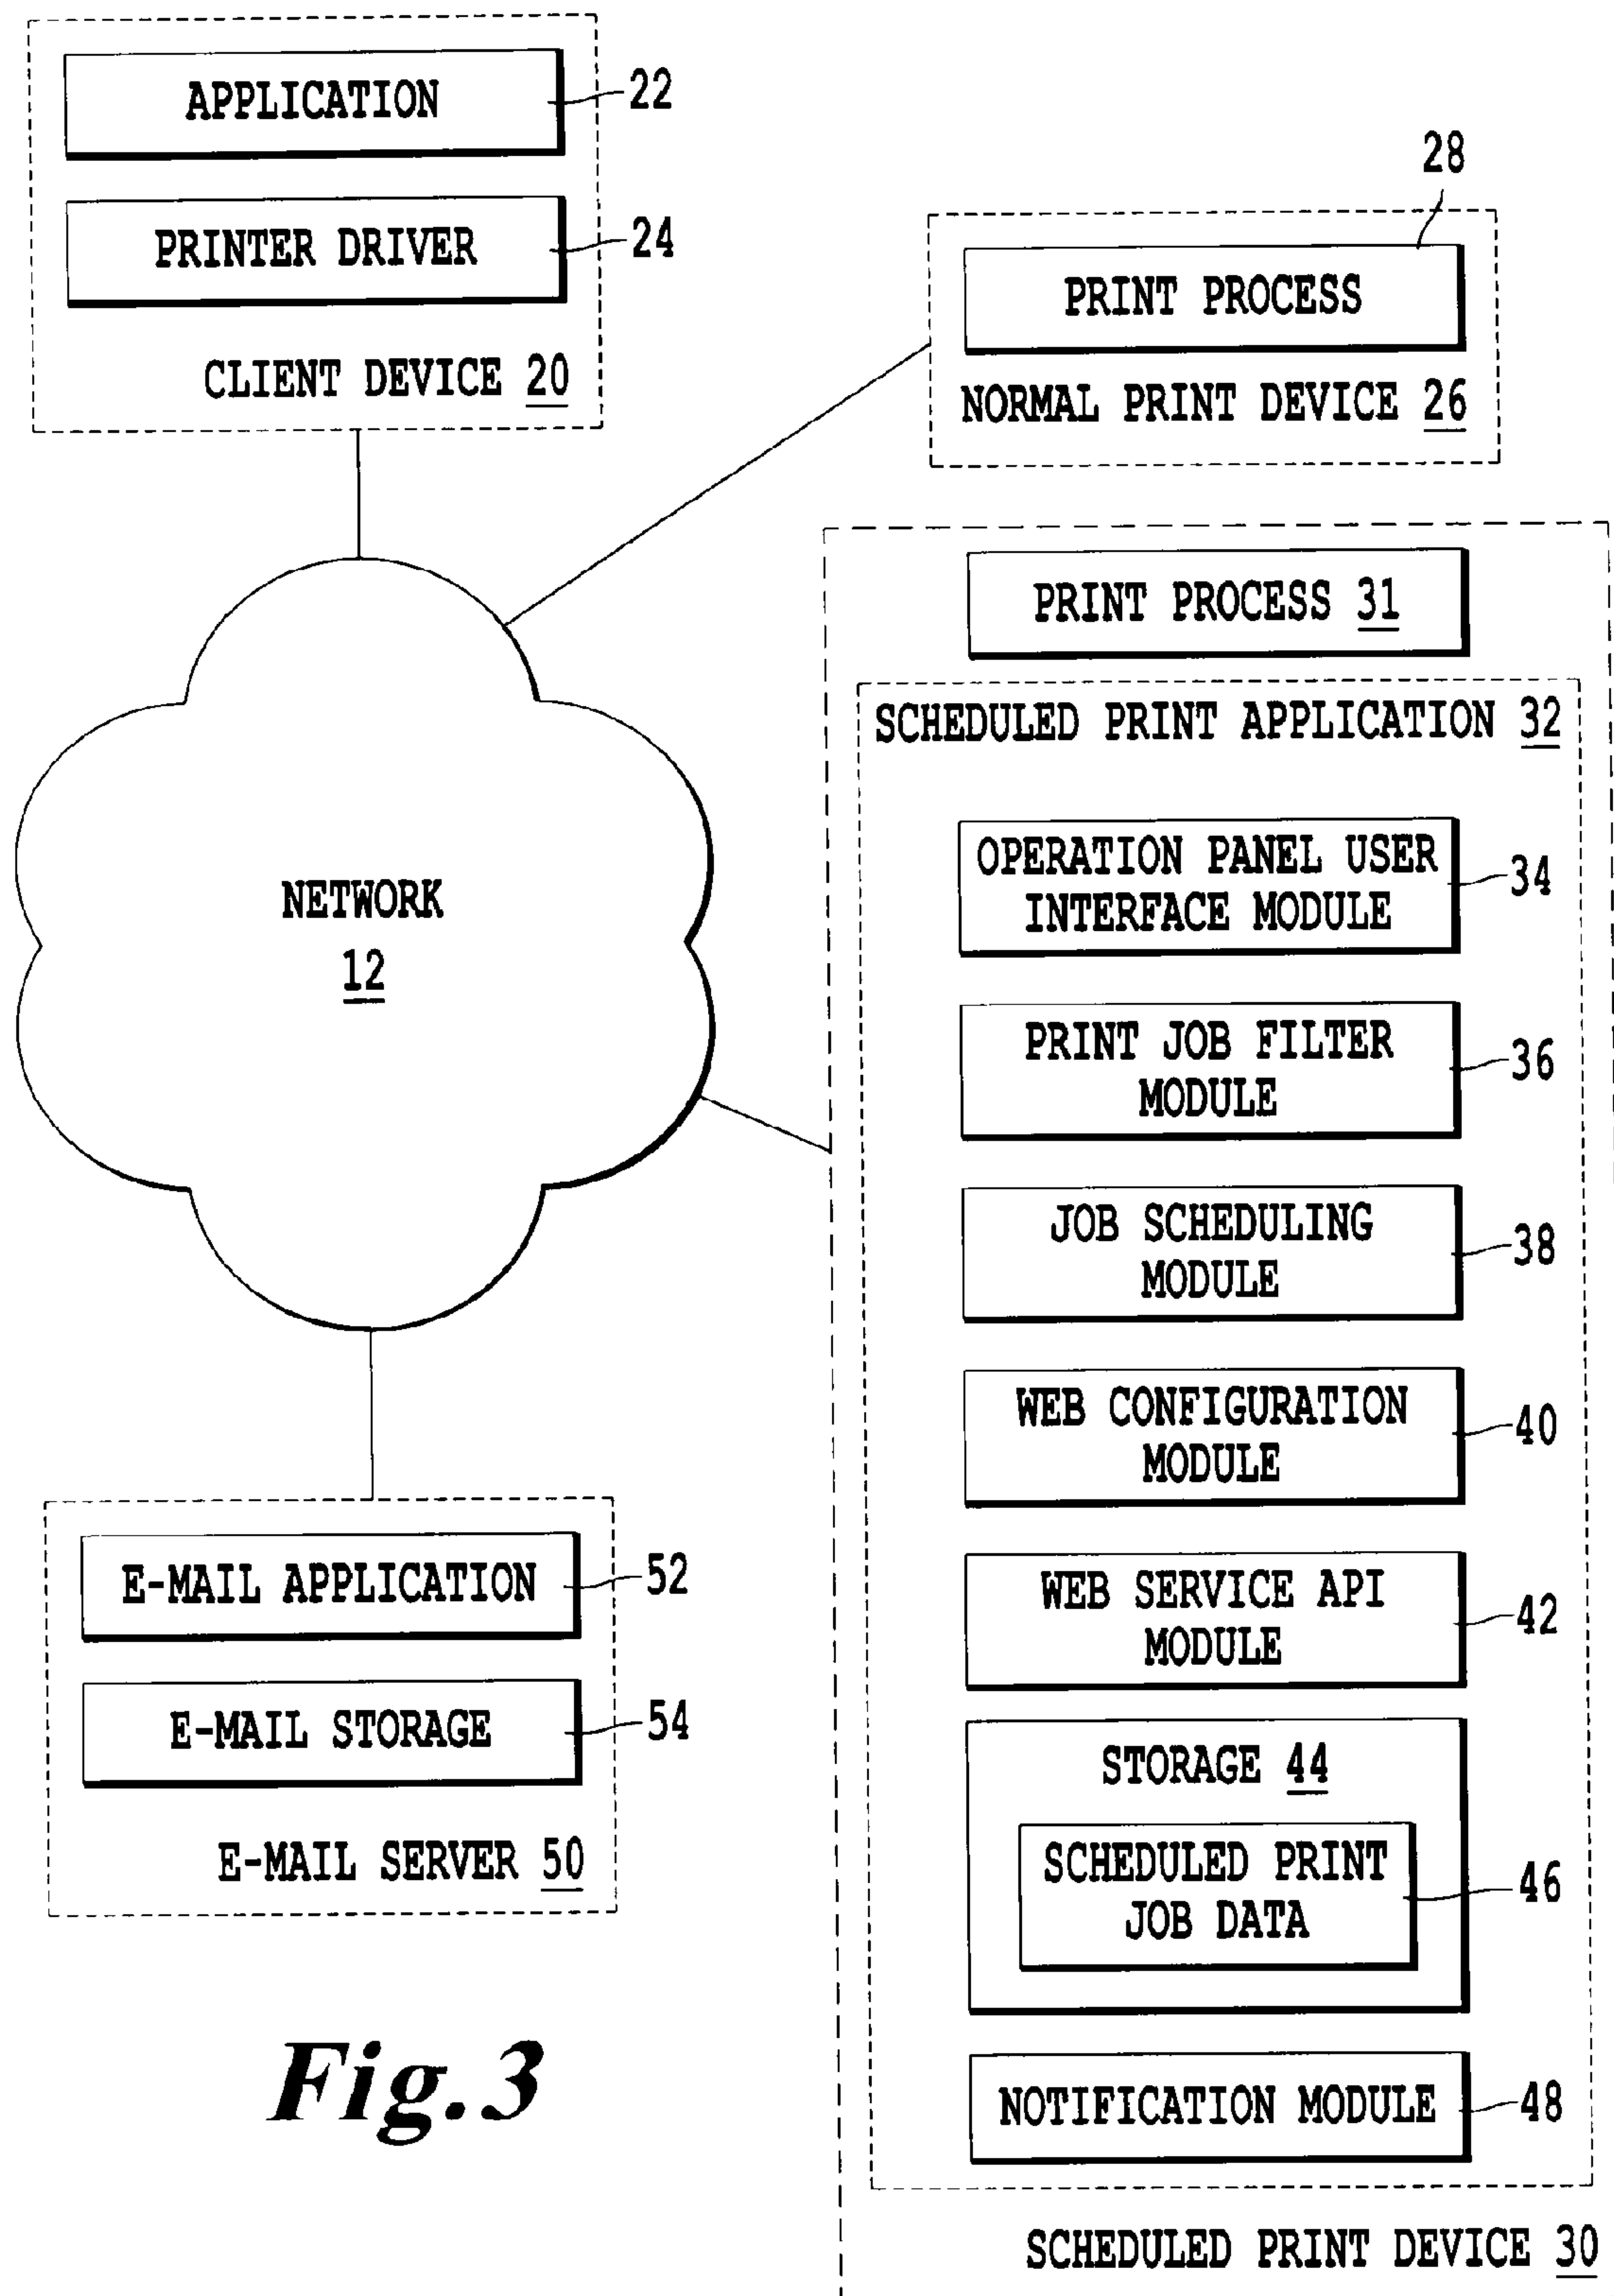 APPLICATION
22
PRINTER DRIVER
24
CLIENT DEVICE 20
28
PRINT PROCESS
NORMAL PRINT DEVICE 26
NETWORK
12
PRINT PROCESS 31
SCHEDULED PRINT APPLICATION 32
OPERATION PANEL USER
INTERFACE MODULE
34
PRINT JOB FILTER
MODULE
36
JOB SCHEDULING
MODULE
38
WEB CONFIGURATION
MODULE
40
WEB SERVICE API
MODULE
42
STORAGE 44
SCHEDULED PRINT
JOB DATA
46
NOTIFICATION MODULE
48
SCHEDULED PRINT DEVICE 30
E-MAIL APPLICATION
52
E-MAIL STORAGE
54
E-MAIL SERVER 50
Fig.3